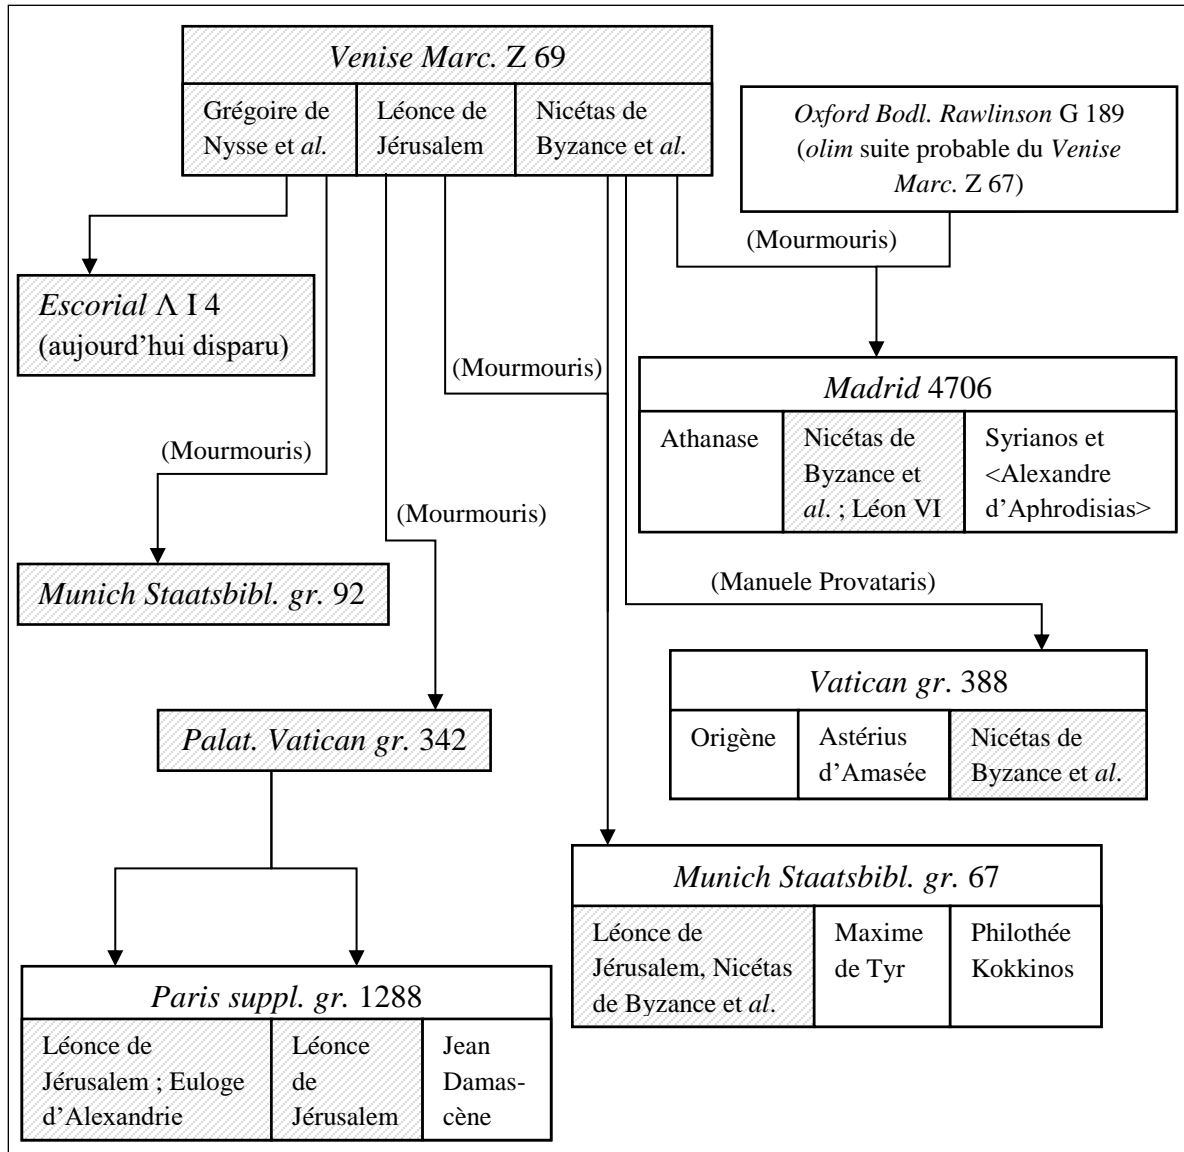 Venise Marc. Z 69
Grégoire de
Nysse et al.
Léonce de
Jérusalem
Nicétas de
Byzance et al.
Oxford Bodl. Rawlinson G 189
(olim suite probable du Venise
Marc. Z 67)
(Mourmouris)
Escorial Λ I 4
(aujourd’hui disparu)
(Mourmouris)
Madrid 4706
Athanase
Nicétas de
Byzance et
al. ; Léon VI
Syrianos et
<Alexandre
d’Aphrodisias>
(Mourmouris)
(Mourmouris)
Munich Staatsbibl. gr. 92
(Manuele Provataris)
Vatican gr. 388
Origène
Astérius
d’Amasée
Nicétas de
Byzance et al.
Palat. Vatican gr. 342
Munich Staatsbibl. gr. 67
Léonce de
Jérusalem, Nicétas
de Byzance et al.
Maxime
de Tyr
Philothée
Kokkinos
Paris suppl. gr. 1288
Léonce de
Jérusalem ; Euloge
d’Alexandrie
Léonce
de
Jérusalem
Jean
Damas-
cène